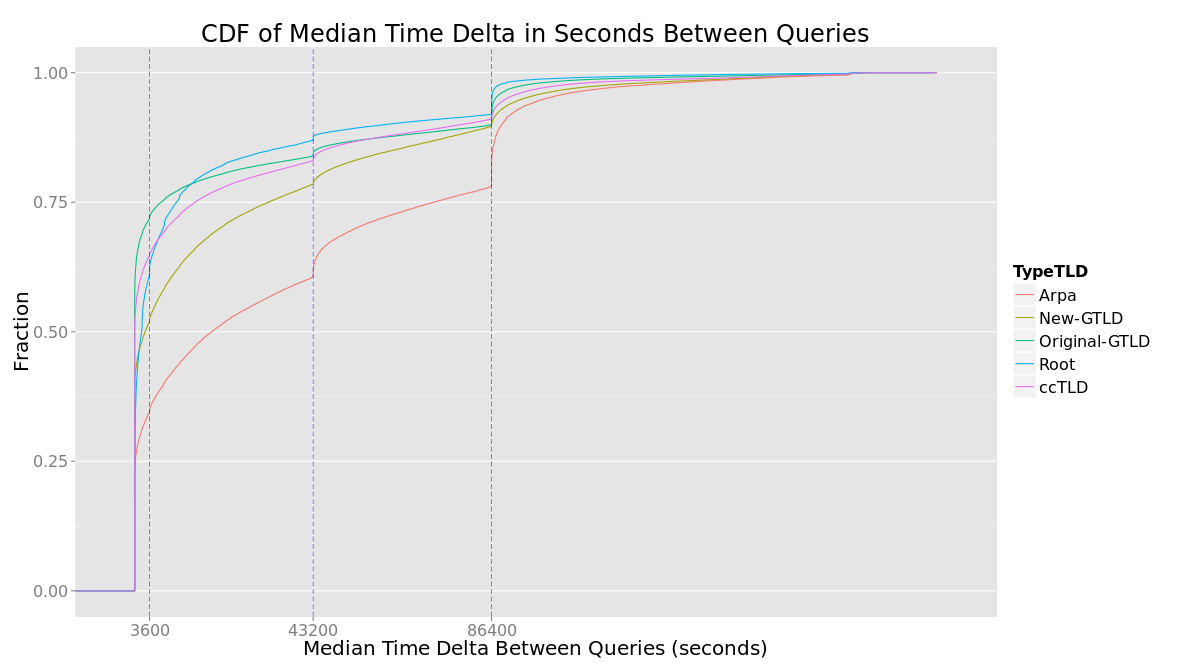 CDF of Median Time Delta in Seconds Between Queries
1.00
0.75
0.50
0.25
0.00
Fraction
3600
43200
86400
Median Time Delta Between Queries (seconds)
TypeTLD
Arpa
New-GTLD
Original-GTLD
Root
ccTLD